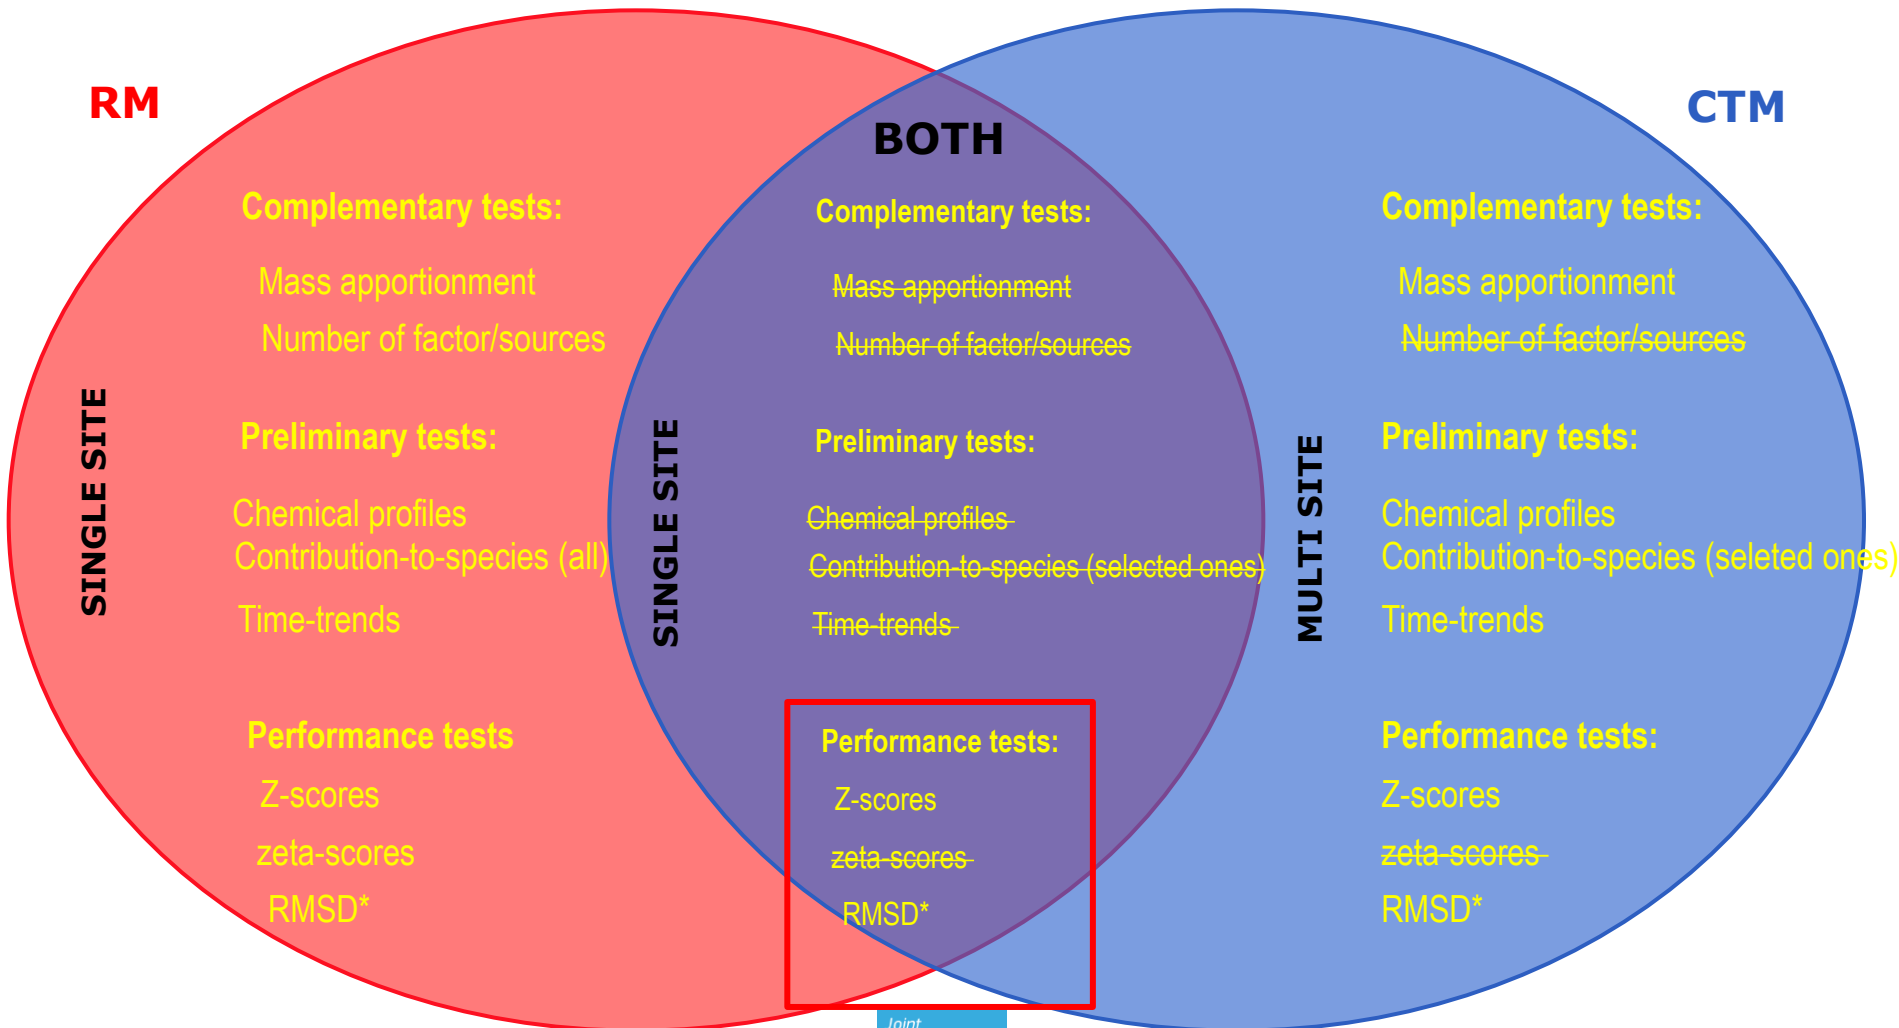 RM
SINGLE SITE
Complementary tests:
Mass apportionment
Number of factor/sources
Preliminary tests:
Chemical profiles
Contribution-to-species (all)
Time-trends
Performance tests
Z-scores
zeta-scores
RMSD*
BOTH
SINGLE SITE
Complementary tests:
Mass apportionment
Number of factor/sources
Preliminary tests:
Chemical profiles
Contribution-to-species (selected ones)
Time-trends
Performance tests:
Z-scores
zeta-scores
RMSD*
CTM
MULTI SITE
Complementary tests:
Mass apportionment
Number of factor/sources
Preliminary tests:
Chemical profiles
Contribution-to-species (seleted ones)
Time-trends
Performance tests:
Z-scores
zeta-scores
RMSD*
Joint